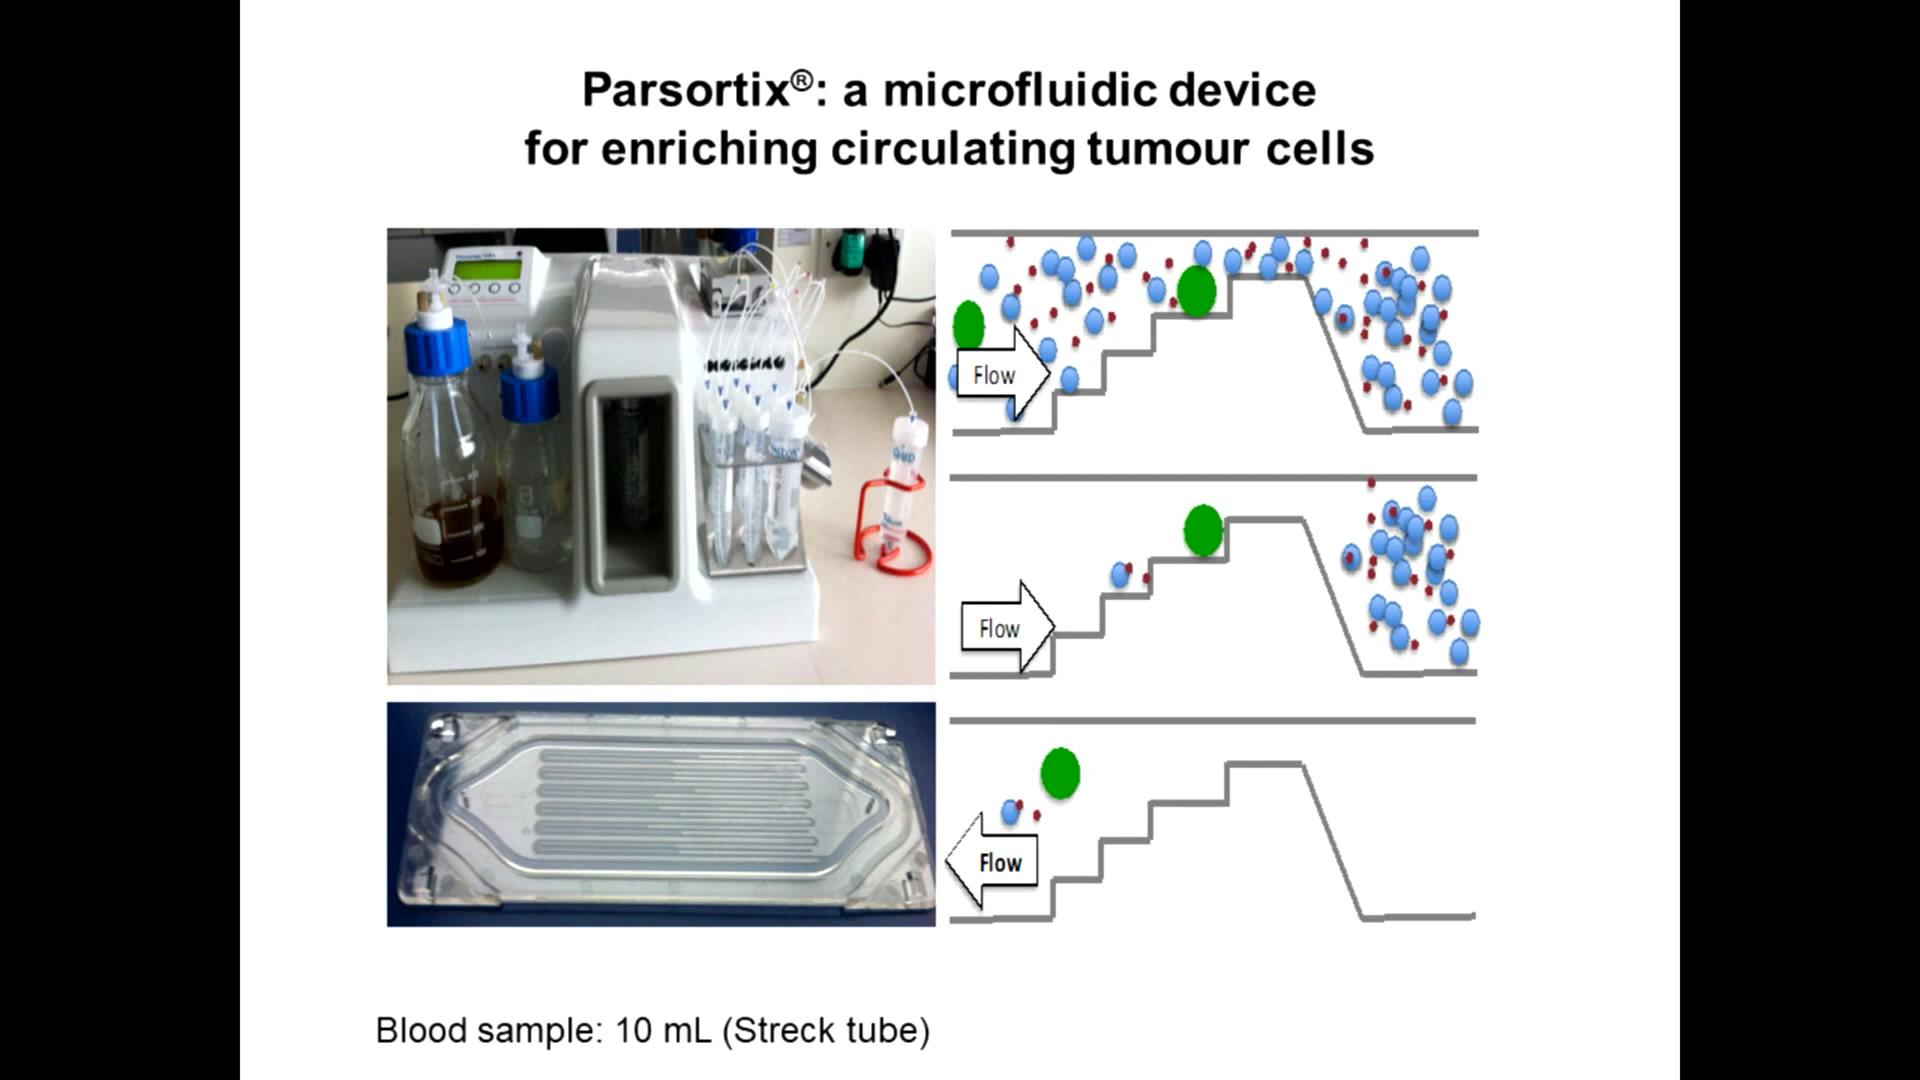 Parsortix®: a microfluidic device
for enriching circulating tumour cells
Flow
Flow
Flow
Blood sample: 10 mL (Streck tube)